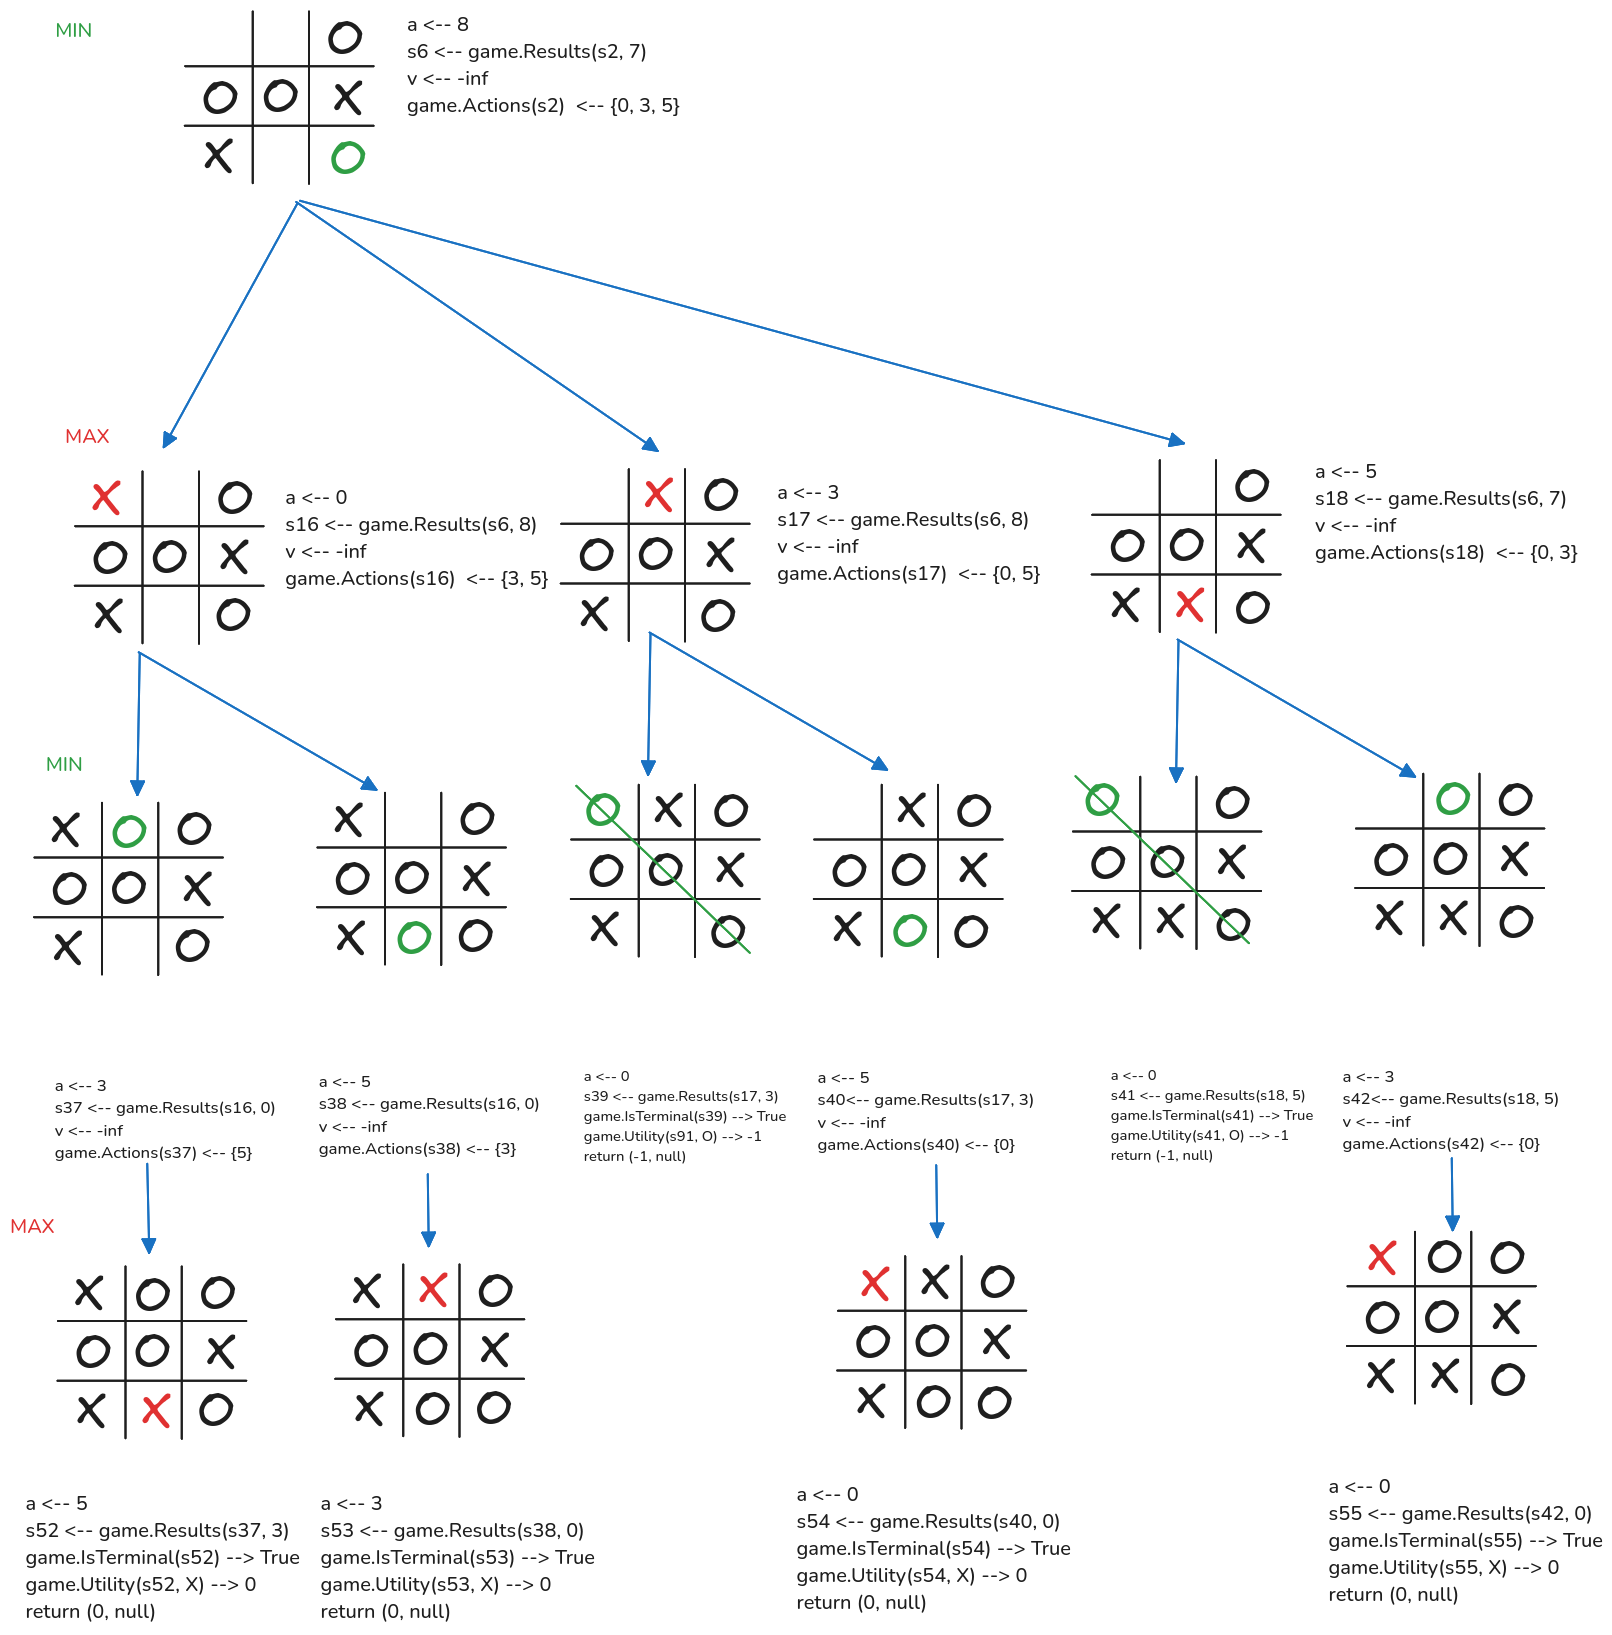 MIN
O
O O X
X O
a <-- 8
s6 <-- game.Results(s2, 7)
v <-- -inf
game.Actions(s2) <-- {0, 3, 5}
MAX
X O
O O X
X O
a <-- 0
s16 <-- game.Results(s6, 8)
v <-- -inf
game.Actions(s16) <-- {3, 5}
X O
O O X
X O
a <-- 3
s17 <-- game.Results(s6, 8)
v <-- -inf
game.Actions(s17) <-- {0, 5}
O
O O X
X X O
a <-- 5
s18 <-- game.Results(s6, 7)
v <-- -inf
game.Actions(s18) <-- {0, 3}
MIN
X O O
O O X
X O
X O
O O X
X O O
O X O
O O X
X O
X O
O O X
X O O
O O
O O X
X X O
O O
O O X
X X O
a <-- 3
s37 <-- game.Results(s16, 0)
v <-- -inf
game.Actions(s37) <-- {5}
a <-- 5
s38 <-- game.Results(s16, 0)
v <-- -inf
game.Actions(s38) <-- {3}
a <-- 0
s39 <-- game.Results(s17, 3)
game.IsTerminal(s39) --> True
game.Utility(s91, O) --> -1
return (-1, null)
a <-- 5
s40<-- game.Results(s17, 3)
v <-- -inf
game.Actions(s40) <-- {0}
a <-- 0
s41 <-- game.Results(s18, 5)
game.IsTerminal(s41) --> True
game.Utility(s41, O) --> -1
return (-1, null)
a <-- 3
s42<-- game.Results(s18, 5)
v <-- -inf
game.Actions(s42) <-- {0}
MAX
X O O
O O X
X X O
X X O
O O X
X O O
X X O
O O X
X O O
X O O
O O X
X X O
a <-- 5
s52 <-- game.Results(s37, 3)
game.IsTerminal(s52) --> True
game.Utility(s52, X) --> 0
return (0, null)
a <-- 3
s53 <-- game.Results(s38, 0)
game.IsTerminal(s53) --> True
game.Utility(s53, X) --> 0
return (0, null)
a <-- 0
s54 <-- game.Results(s40, 0)
game.IsTerminal(s54) --> True
game.Utility(s54, X) --> 0
return (0, null)
a <-- 0
s55 <-- game.Results(s42, 0)
game.IsTerminal(s55) --> True
game.Utility(s55, X) --> 0
return (0, null)